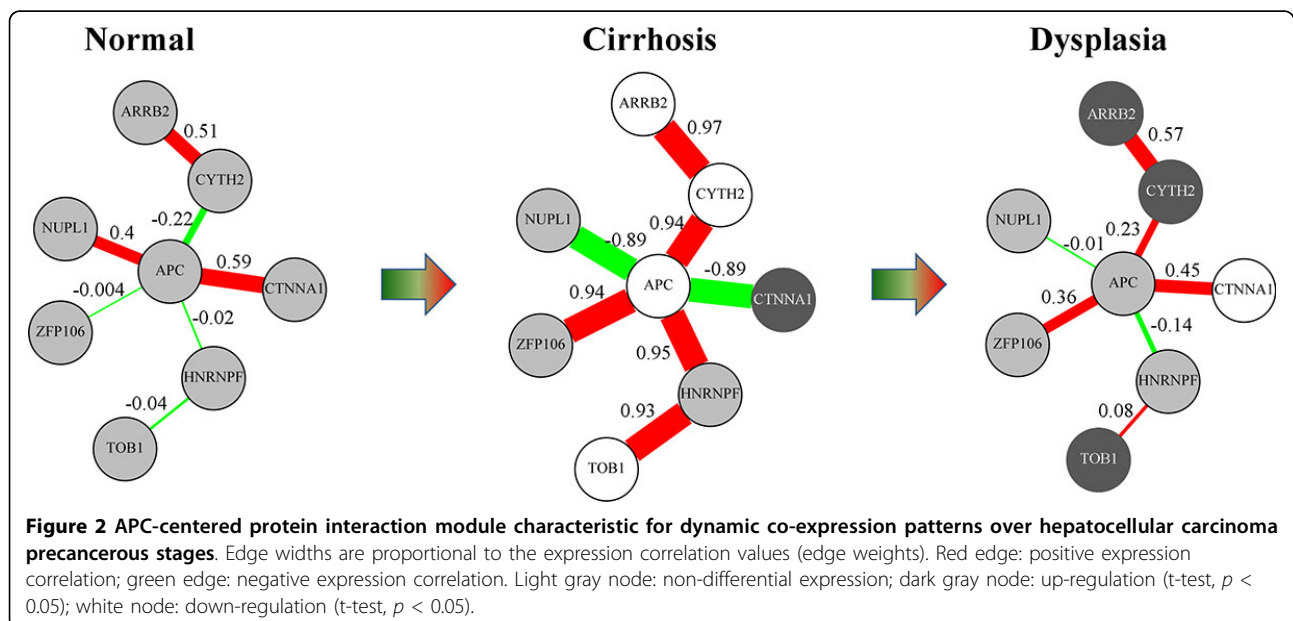 Normal
Cirrhosis
Dysplasia
ARRB2
0.51
CYTH2
-0.22
NUPL1
0.4
APC
0.59
CTNNA1
-0.004
ZFP106
-0.02
HNRNPF
-0.04
TOB1
ARRB2
0.97
CYTH2
0.94
NUPL1
-0.89
APC
-0.89
CTNNA1
0.94
ZFP106
0.95
HNRNPF
0.93
TOB1
ARRB2
0.57
CYTH2
0.23
NUPL1
-0.01
APC
0.45
CTNNA1
0.36
ZFP106
-0.14
HNRNPF
0.08
TOB1
Figure 2 APC-centered protein interaction module characteristic for dynamic co-expression patterns over hepatocellular carcinoma
precancerous stages. Edge widths are proportional to the expression correlation values (edge weights). Red edge: positive expression
correlation; green edge: negative expression correlation. Light gray node: non-differential expression; dark gray node: up-regulation (t-test, p <
0.05); white node: down-regulation (t-test, p < 0.05).